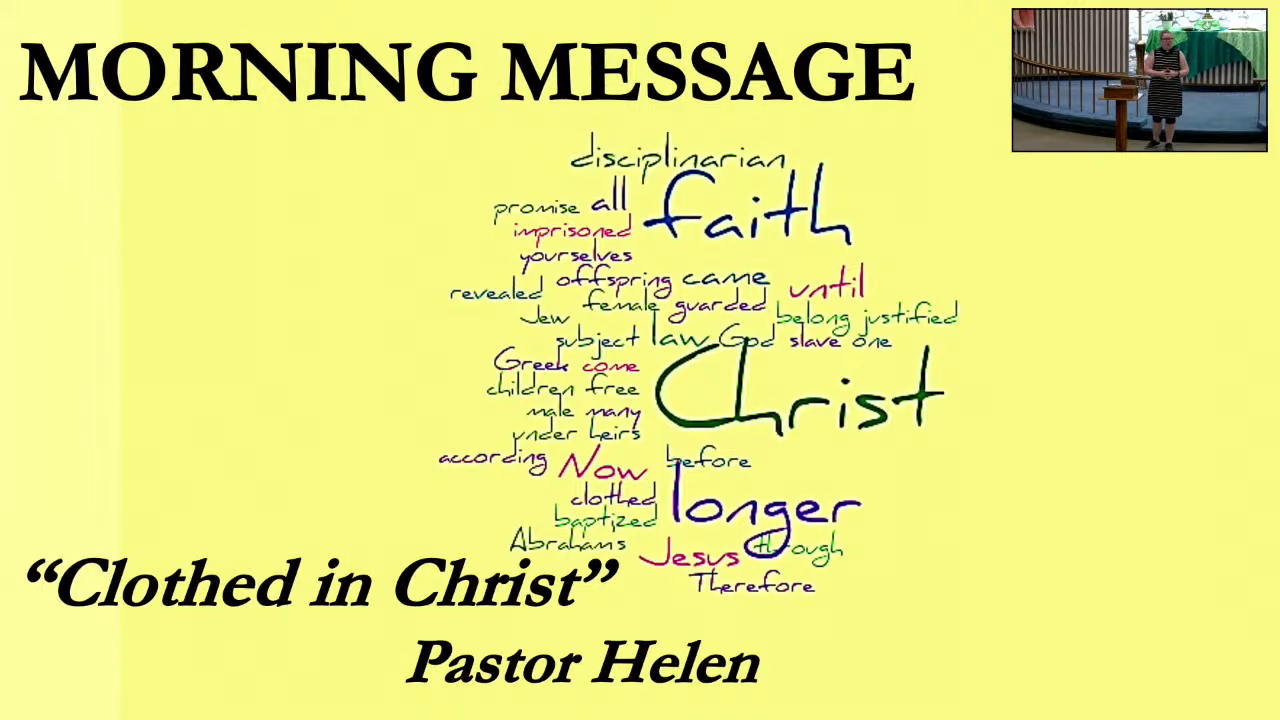 MORNING MESSAGE
disciplinarian
promise all faith
imprisoned
yourselves
offspring came until
revealed female guarded
Jew belong justified
subject law God slave one
Greek come
children free Christ
male many
under heirs
according Now before
clothed longer
baptized
Abrahams Jesus through
Therefore
“Clothed in Christ”
Pastor Helen